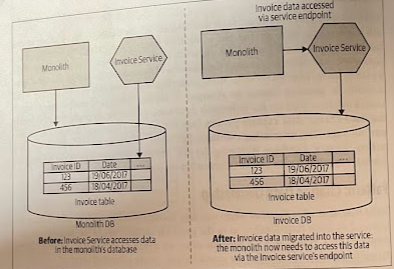 Monolith
Invoice Service
Invoice ID Date ...
123 19/06/2017
456 18/04/2017
Invoice table
Monolith DB
Before: Invoice Service accesses data
in the monolith's database
Invoice data accessed
via service endpoint
Monolith
Invoice Service
Invoice ID Date ...
123 19/06/2017
456 18/04/2017
Invoice table
Invoice DB
After: Invoice data migrated into the service:
the monolith now needs to access this data
via the Invoice service's endpoint